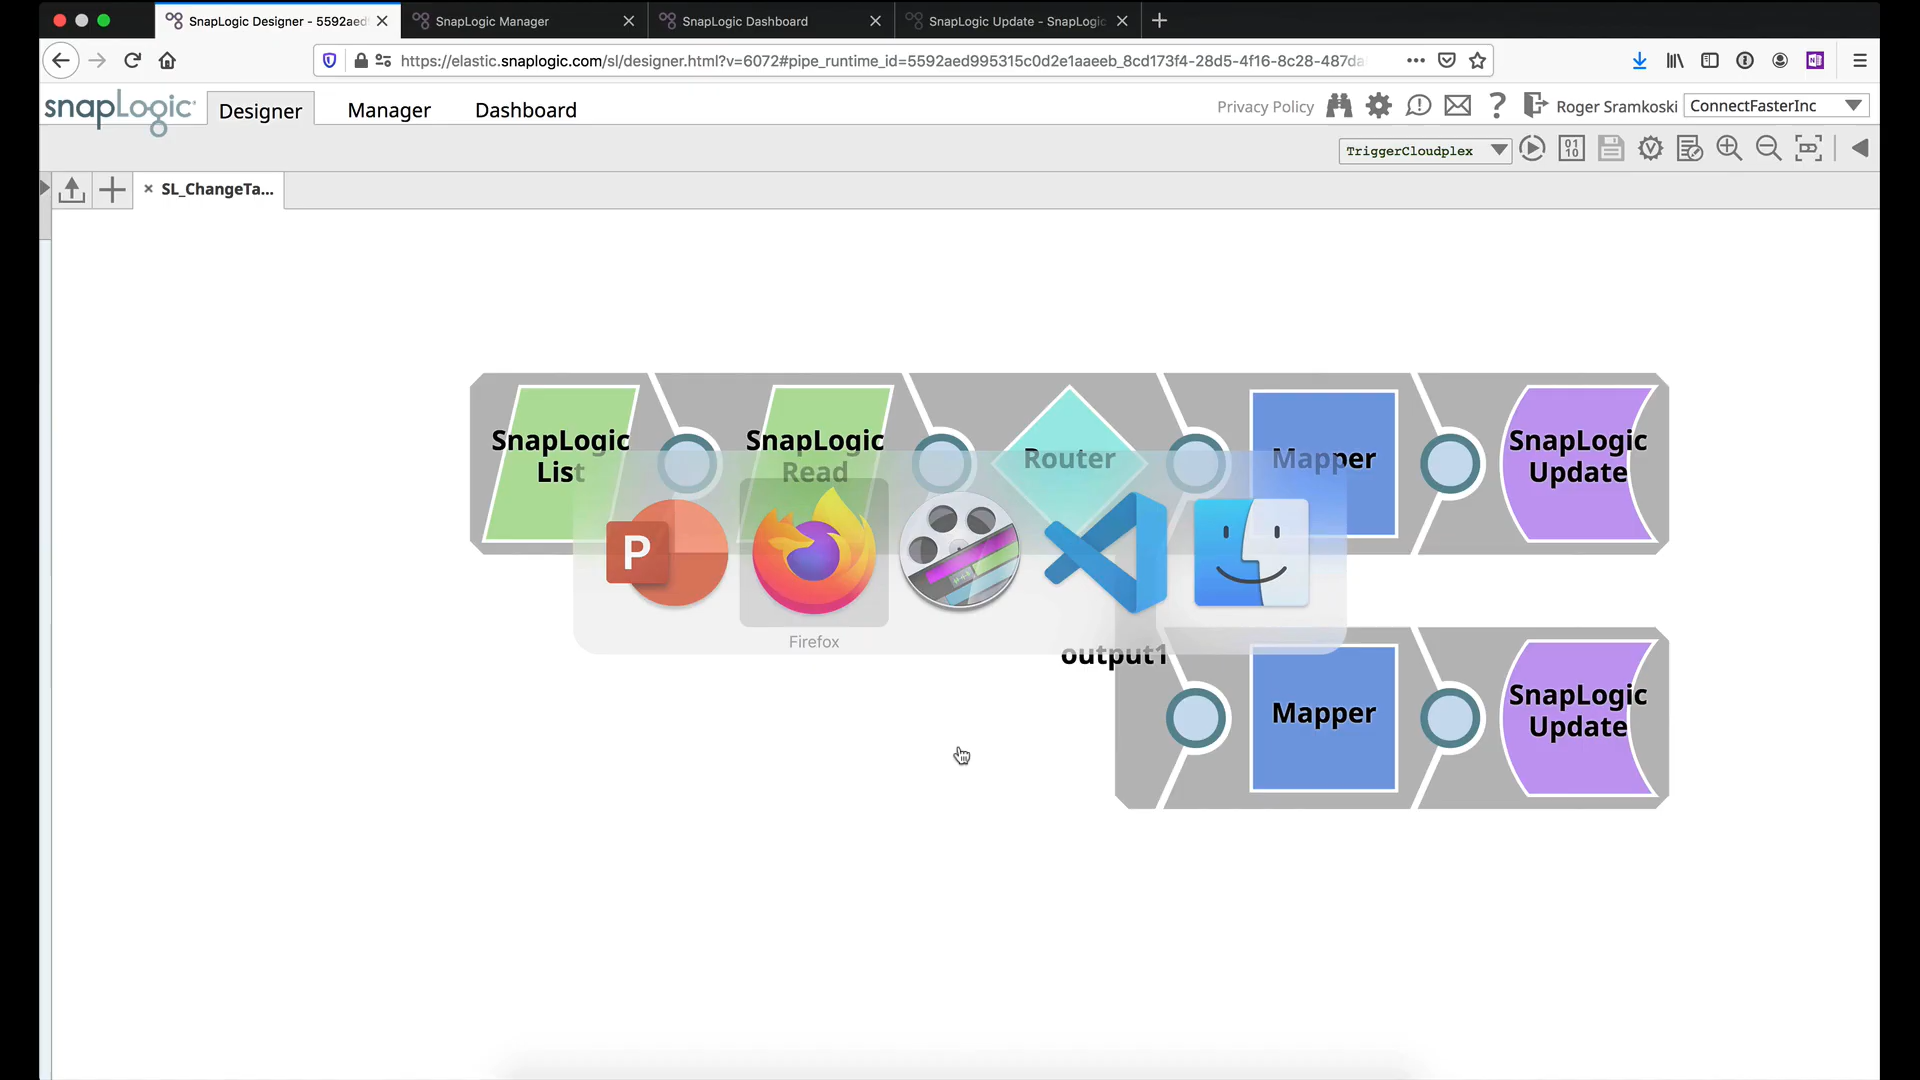 SnapLogic Designer - 5592aed
SnapLogic Manager
SnapLogic Dashboard
SnapLogic Update - SnapLogic
https://elastic.snaplogic.com/sl/designer.html?v=6072#pipe_runtime_id=5592aed995315c0d2e1aaeeb_8cd173f4-28d5-4f16-8c28-487da
snapLogic
Designer
Manager
Dashboard
Privacy Policy
Roger Sramkoski
ConnectFasterInc
TriggerCloudplex
SL_ChangeTa...
SnapLogic
List
SnapLogic
Read
Router
Mapper
SnapLogic
Update
P
Firefox
output1
Mapper
SnapLogic
Update